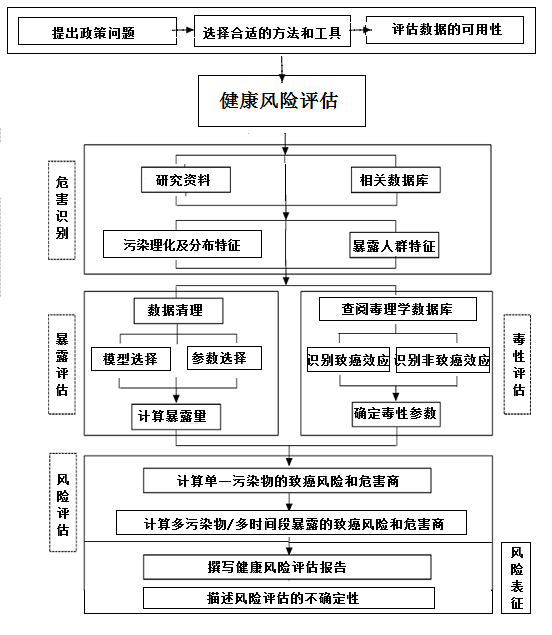 提出政策问题
选择合适的方法和工具
评估数据的可用性
健康风险评估
危害识别
研究资料
相关数据库
污染理化及分布特征
暴露人群特征
暴露评估
数据清理
模型选择
参数选择
计算暴露量
查阅毒理学数据库
识别致癌效应
识别非致癌效应
确定毒性参数
毒性评估
风险评估
计算单一污染物的致癌风险和危害商
计算多污染物/多时间段暴露的致癌风险和危害商
撰写健康风险评估报告
描述风险评估的不确定性
风险表征